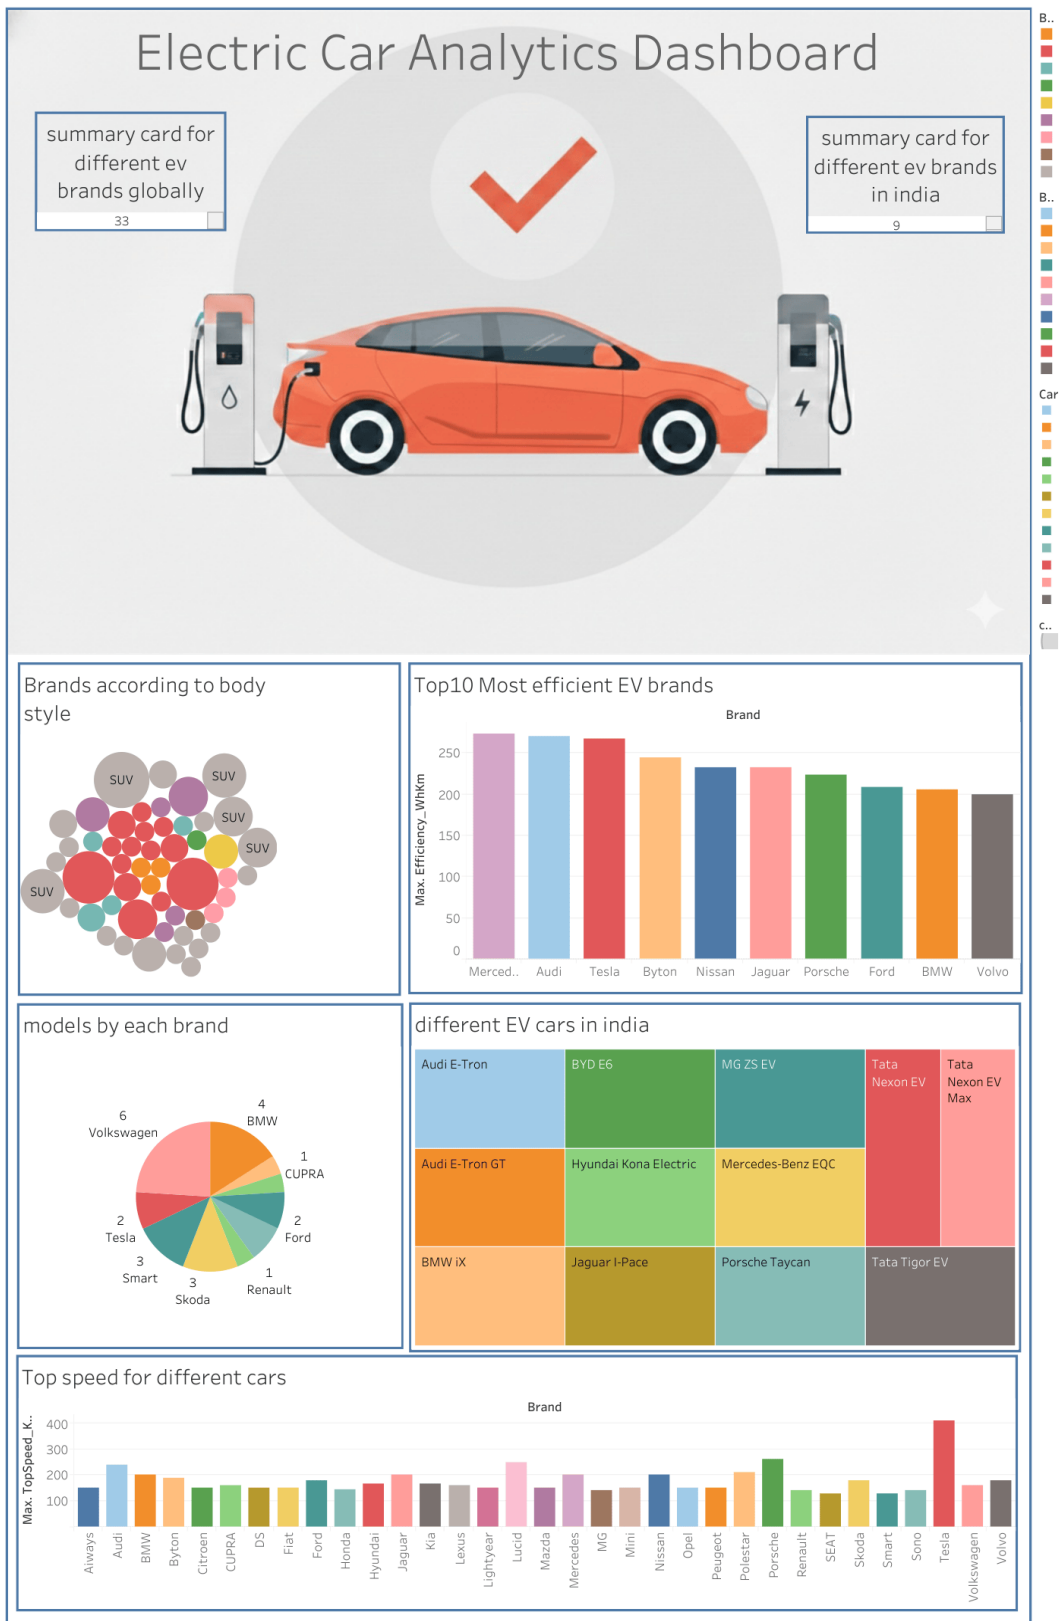 Electric Car Analytics Dashboard
summary card for
different ev
brands globally
33
summary card for
different ev brands
in india
9
B..
B..
Car
c..
Brands according to body
style
SUV
SUV
SUV
SUV
SUV
Top10 Most efficient EV brands
Brand
Max. Efficiency_WhKm
250
200
150
100
50
0
Merced..
Audi
Tesla
Byton
Nissan
Jaguar
Porsche
Ford
BMW
Volvo
models by each brand
6
Volkswagen
4
BMW
1
CUPRA
2
Ford
1
Renault
3
Skoda
3
Smart
2
Tesla
different EV cars in india
Audi E-Tron
BYD E6
MG ZS EV
Tata
Nexon EV
Tata
Nexon EV
Max
Audi E-Tron GT
Hyundai Kona Electric
Mercedes-Benz EQC
BMW iX
Jaguar I-Pace
Porsche Taycan
Tata Tigor EV
Top speed for different cars
Brand
Max. TopSpeed_K..
400
300
200
100
Aiways
Audi
BMW
Byton
Citroen
CUPRA
DS
Fiat
Ford
Honda
Hyundai
Jaguar
Kia
Lexus
Lightyear
Lucid
Mazda
Mercedes
MG
Mini
Nissan
Opel
Peugeot
Polestar
Porsche
Renault
SEAT
Skoda
Smart
Sono
Tesla
Volkswagen
Volvo